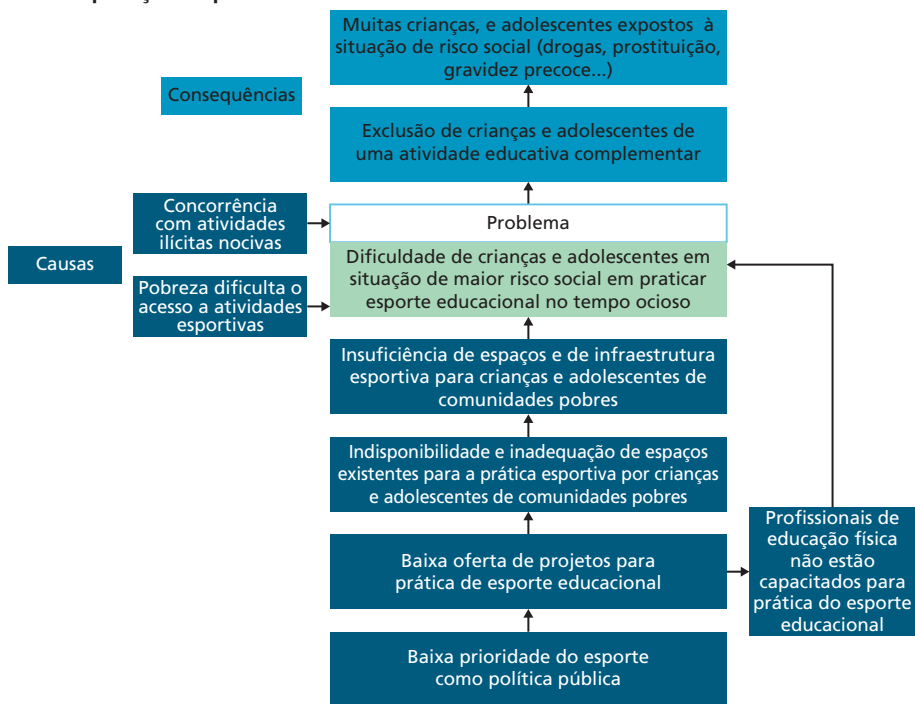 Muitas crianças, e adolescentes expostos à
situação de risco social (drogas, prostituição,
gravidez precoce...)
Consequências
Exclusão de crianças e adolescentes de
uma atividade educativa complementar
Concorrência
com atividades
ilícitas nocivas
Problema
Causas
Dificuldade de crianças e adolescentes em
situação de maior risco social em praticar
esporte educacional no tempo ocioso
Pobreza dificulta o
acesso a atividades
esportivas
Insuficiência de espaços e de infraestrutura
esportiva para crianças e adolescentes de
comunidades pobres
Indisponibilidade e inadequação de espaços
existentes para a prática esportiva por crianças
e adolescentes de comunidades pobres
Profissionais de
educação física
não estão
capacitados para
prática do esporte
educacional
Baixa oferta de projetos para
prática de esporte educacional
Baixa prioridade do esporte
como política pública